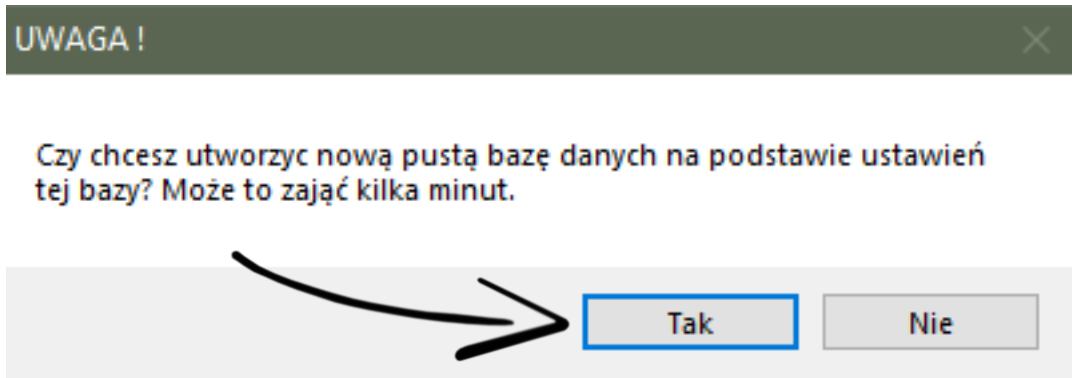 UWAGA !
Czy chcesz utworzyc nową pustą bazę danych na podstawie ustawień
tej bazy? Może to zająć kilka minut.
Tak
Nie